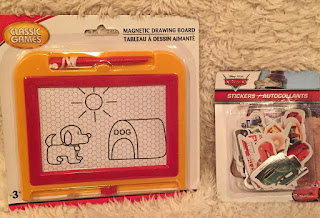 CLASSIC
GAMES
MAGNETIC DRAWING BOARD
TABLEAU À DESSIN AIMANTÉ
DOG
3+
STICKERS • AUTOCOLLANTS